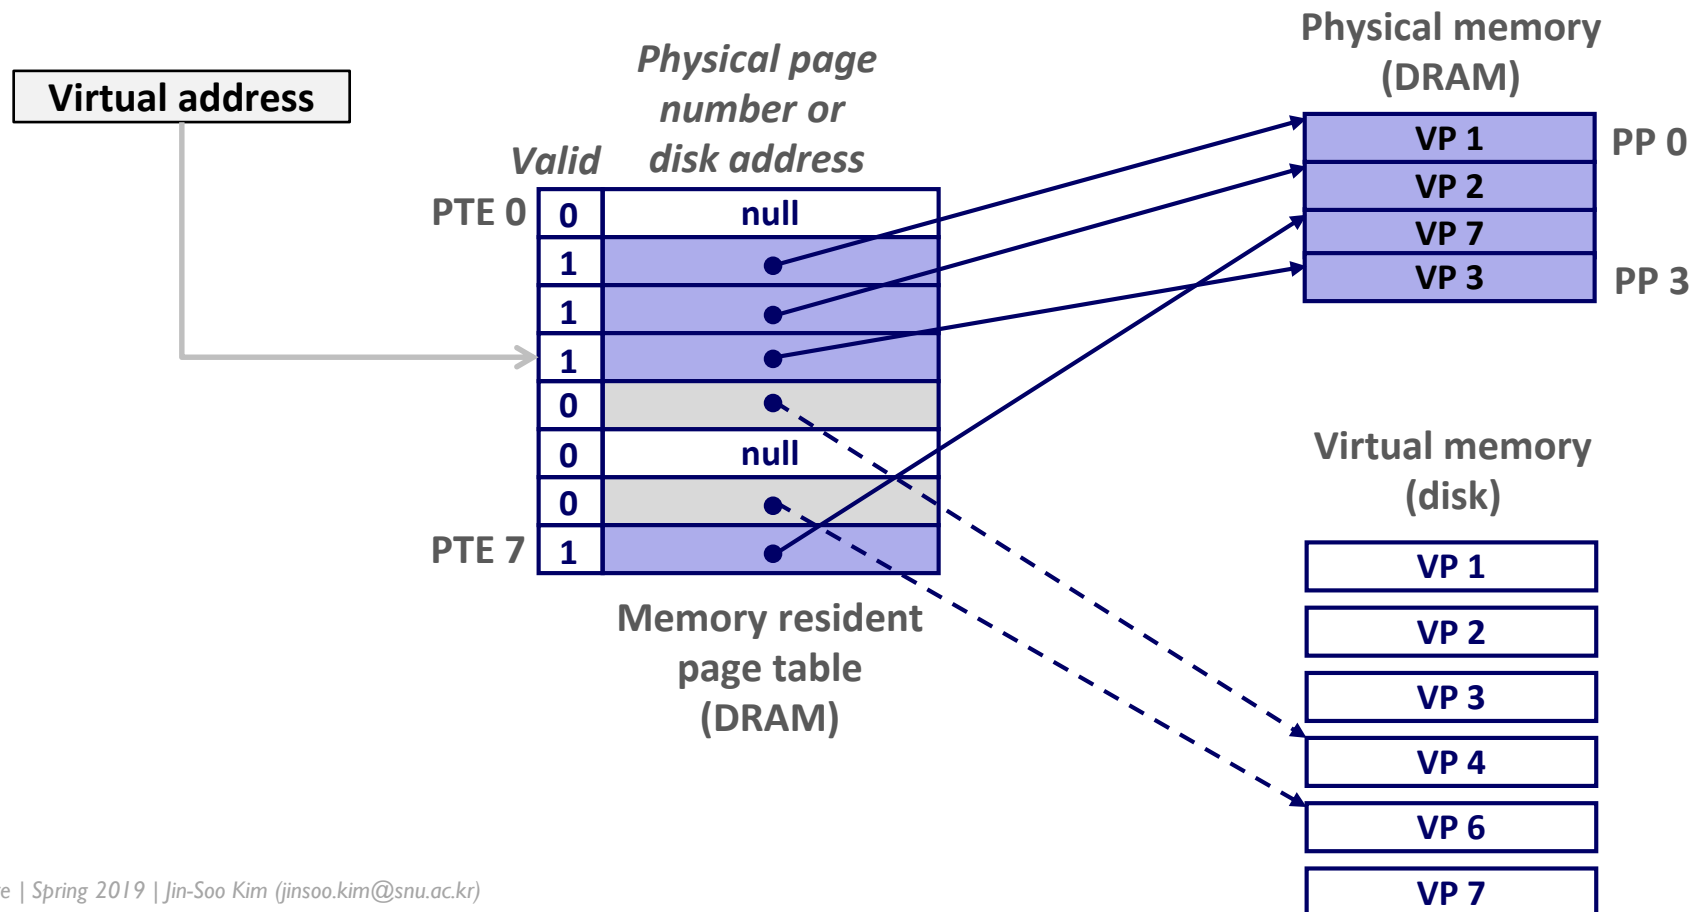 Virtual address
Physical page
number or
disk address
Valid
PTE 0
0
null
1
1
1
0
0
null
0
PTE 7
1
Memory resident
page table
(DRAM)
Physical memory
(DRAM)
VP 1
PP 0
VP 2
VP 7
VP 3
PP 3
Virtual memory
(disk)
VP 1
VP 2
VP 3
VP 4
VP 6
VP 7
| Spring 2019 | Jin-Soo Kim (jinsoo.kim@snu.ac.kr)